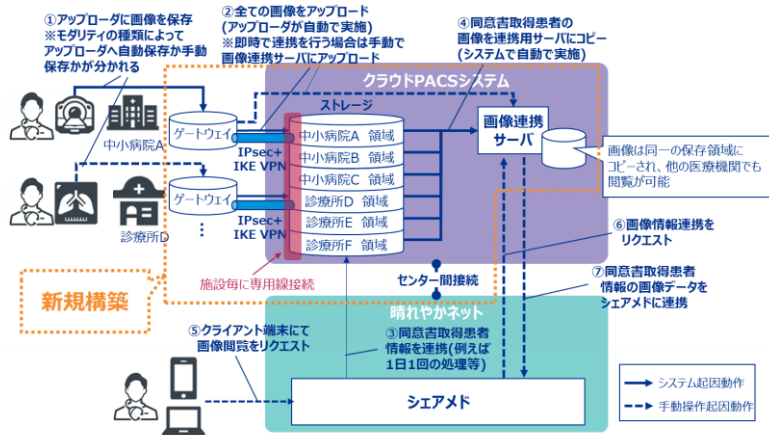 ①アップローダに画像を保存
※モダリティの種類によって
アップローダへ自動保存か手動
保存かが分かれる
②全ての画像をアップロード
(アップローダが自動で実施)
※即時で連携を行う場合は手動で
画像連携サーバにアップロード
④同意書取得患者の
画像を連携用サーバにコピー
(システムで自動で実施)
クラウドPACSシステム
ストレージ
ゲートウェイ
中小病院A
IPsec+
IKE VPN
中小病院A 領域
中小病院B 領域
中小病院C 領域
診療所D 領域
診療所E 領域
診療所F 領域
画像連携
サーバ
画像は同一の保存領域に
コピーされ、他の医療機関でも
閲覧が可能
ゲートウェイ
診療所D
IPsec+
IKE VPN
⋮
施設毎に専用線接続
新規構築
センター間接続
⑥画像情報連携を
リクエスト
⑦同意書取得患者
情報の画像データを
シェアメドに連携
晴れやかネット
⑤クライアント端末にて
画像閲覧をリクエスト
③同意書取得患者
情報を連携(例えば
1日1回の処理等)
シェアメド
システム起因動作
手動操作起因動作